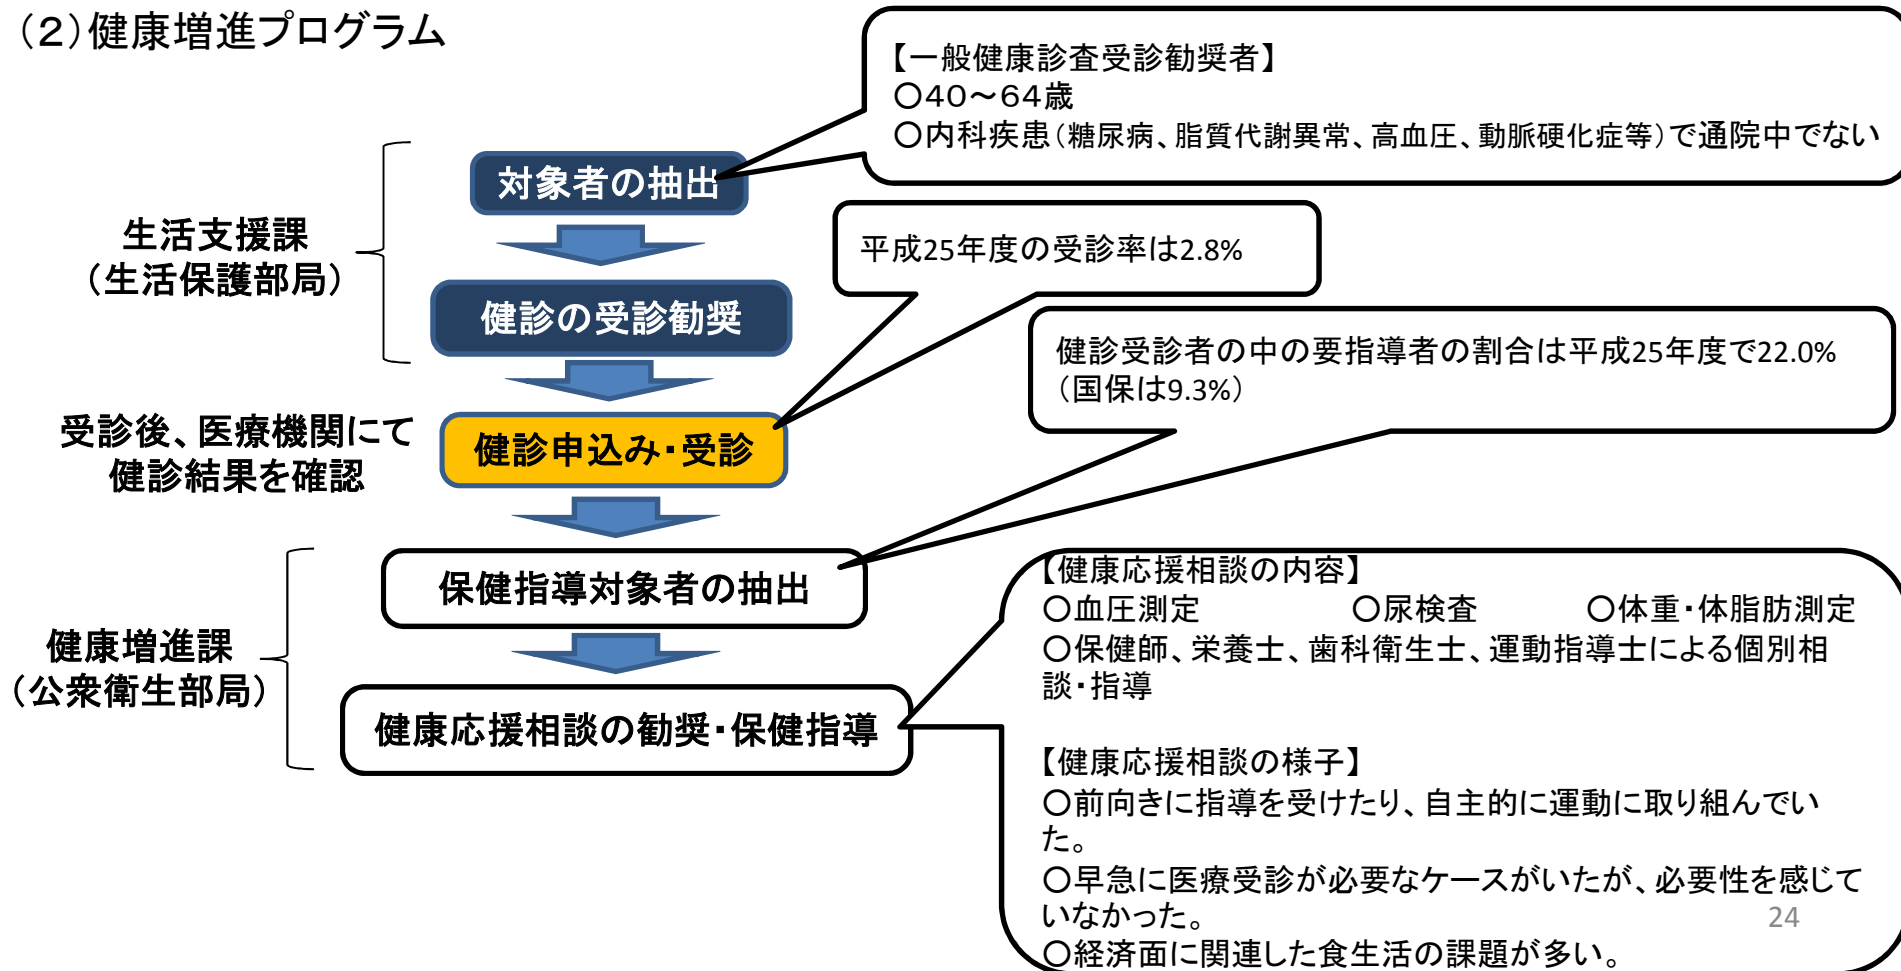 （２）健康増進プログラム
【一般健康診査受診勧奨者】
○４０～６４歳
○内科疾患（糖尿病、脂質代謝異常、高血圧、動脈硬化症等）で通院中でない
対象者の抽出
生活支援課
（生活保護部局）
平成25年度の受診率は2.8%
健診の受診勧奨
健診受診者の中の要指導者の割合は平成25年度で22.0%
（国保は9.3%）
受診後、医療機関にて
健診結果を確認
健診申込み・受診
保健指導対象者の抽出
健康増進課
（公衆衛生部局）
健康応援相談の勧奨・保健指導
【健康応援相談の内容】
○血圧測定 ○尿検査 ○体重・体脂肪測定
○保健師、栄養士、歯科衛生士、運動指導士による個別相
談・指導
【健康応援相談の様子】
○前向きに指導を受けたり、自主的に運動に取り組んでい
た。
○早急に医療受診が必要なケースがいたが、必要性を感じて
いなかった。
○経済面に関連した食生活の課題が多い。
24